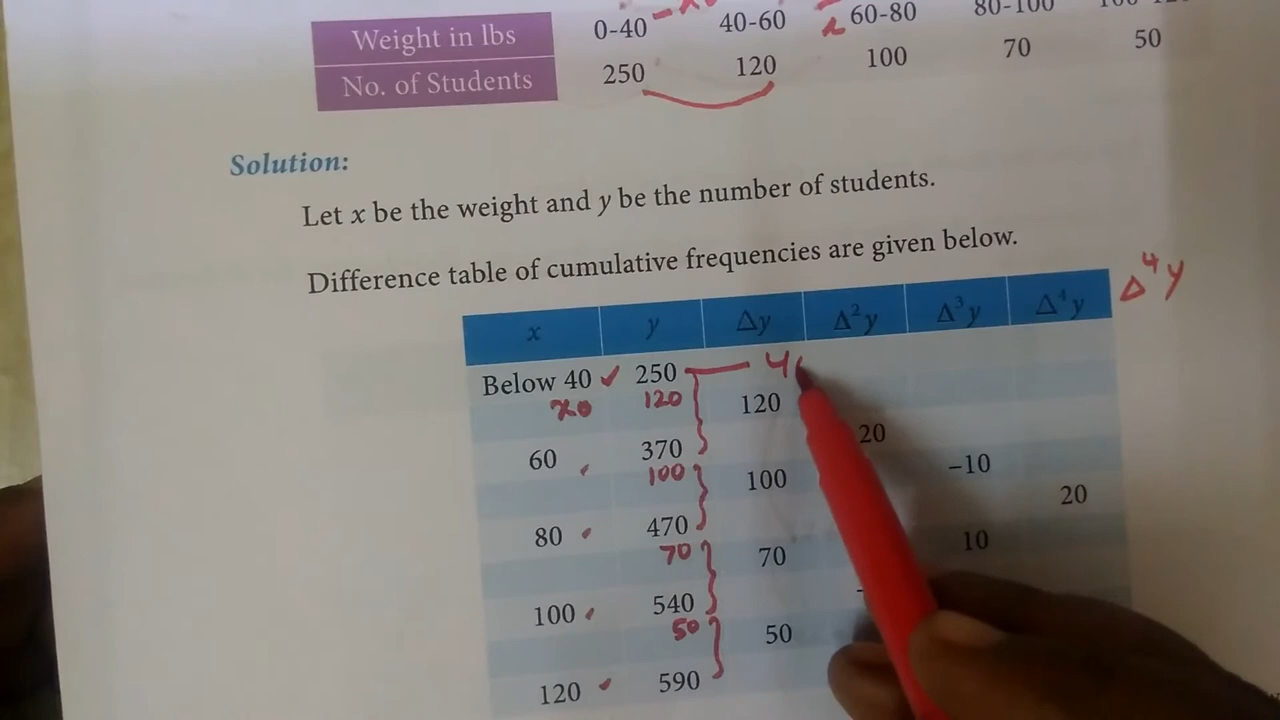 Weight in lbs 0-40 40-60 60-80 80-100
No. of Students 250 120 100 70 50
Solution:
Let x be the weight and y be the number of students.
Difference table of cumulative frequencies are given below.
x y Δy Δ²y Δ³y Δ⁴y Δ⁴y
Below 40 250
x0 120 120
20
60 370 -10
100 100 20
80 470 10
70 70
100 540
50 50
120 590